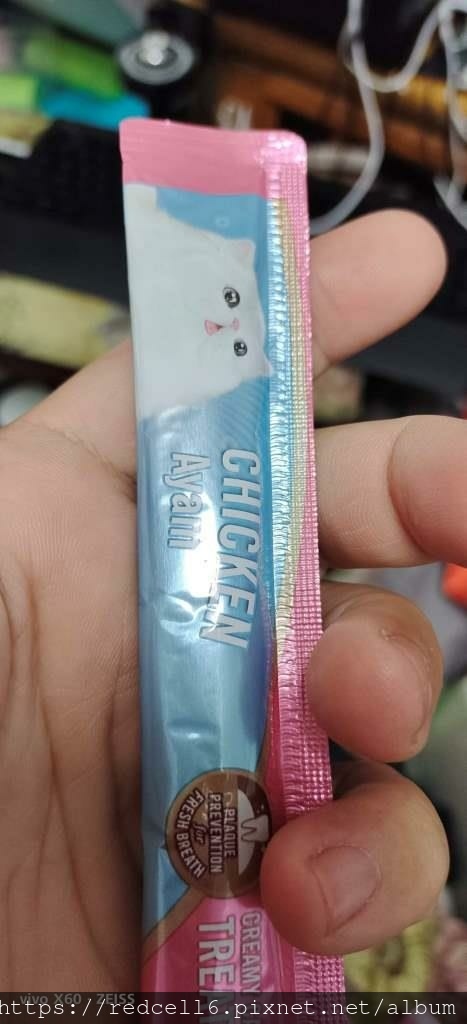 CHICKEN
Ayam
PLAQUE
PREVENTION
for
FRESH BREATH
CREAMY
vivo X60 · ZEISS
https://redcell6.pixnet.net/album